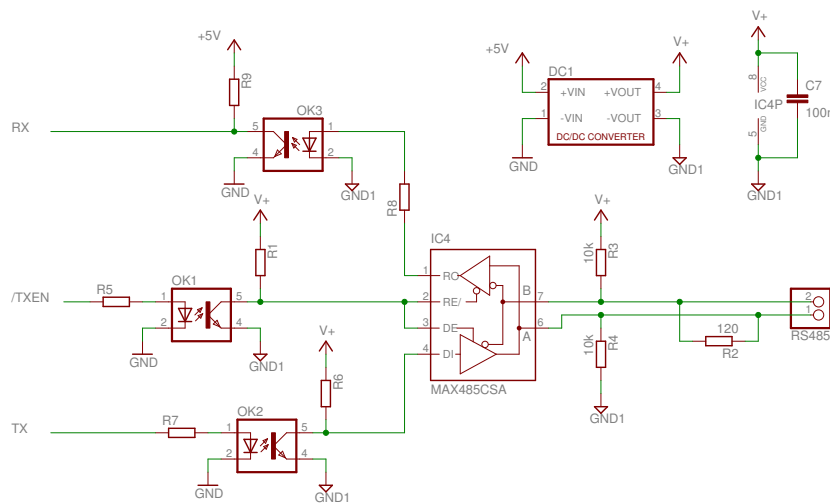 +5V
R9
RX
OK3
5
4
1
2
GND
GND1
R8
+5V
V+
DC1
2
1
+VIN
-VIN
+VOUT
-VOUT
4
3
DC/DC CONVERTER
GND
GND1
V+
8
VCC
IC4P
GND
5
C7
100n
GND1
V+
R1
/TXEN
R5
OK1
1
2
5
4
GND
GND1
IC4
1
2
3
4
RO
RE/
DE
DI
B
A
7
6
MAX485CSA
V+
10k
R3
10k
R4
GND1
120
R2
2
1
RS485
V+
R6
TX
R7
OK2
1
2
5
4
GND
GND1